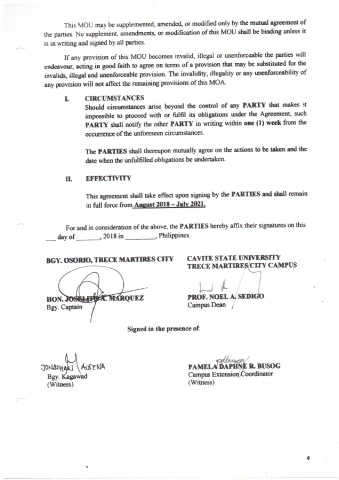 This MOU may be supplemented, amended, or modified only by the mutual agreement of
the parties. No supplement, amendments, or modification of this MOU shall be binding unless it
is in writing and signed by all parties.
If any provision of this MOU becomes invalid, illegal or unenforceable the parties will
endeavour, acting in good faith to agree on terms of a provision that may be substituted for the
invalids, illegal and unenforceable provision. The invalidity, illegality or any unenforceability of
any provision will not affect the remaining provisions of this MOA.
I. CIRCUMSTANCES
Should circumstances arise beyond the control of any PARTY that makes it
impossible to proceed with or fulfil its obligations under the Agreement, such
PARTY shall notify the other PARTY in writing within one (1) week from the
occurrence of the unforeseen circumstances.
The PARTIES shall thereupon mutually agree on the actions to be taken and the
date when the unfulfilled obligations be undertaken.
II. EFFECTIVITY
This agreement shall take effect upon signing by the PARTIES and shall remain
in full force from August 2018 – July 2021.
For and in consideration of the above, the PARTIES hereby affix their signatures on this
___ day of ________, 2018 in __________, Philippines.
BGY. OSORIO, TRECE MARTIRES CITY
CAVITE STATE UNIVERSITY
TRECE MARTIRES CITY CAMPUS
HON. A. MARQUEZ
Bgy. Captain
PROF. NOEL A. SEDIGO
Campus Dean
Signed in the presence of:
JONATHAN
Bgy. Kagawad
(Witness)
PAMELA DAPHNE R. BUSOG
Campus Extension Coordinator
(Witness)
4